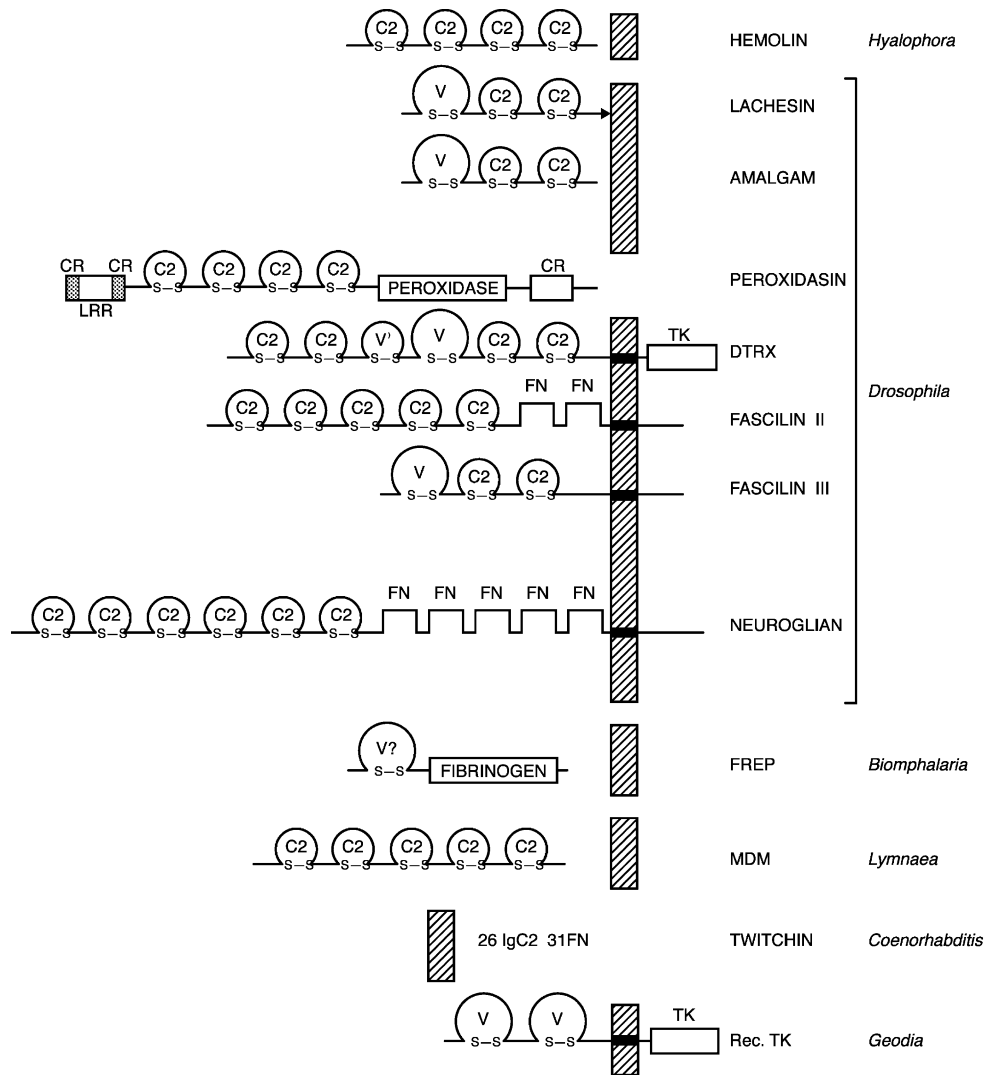 C2 C2 C2 C2
S–S S–S S–S S–S
HEMOLIN Hyalophora
V C2 C2
S–S S–S S–S
LACHESIN
V C2 C2
S–S S–S S–S
AMALGAM
CR CR C2 C2 C2 C2 CR
S–S S–S S–S S–S PEROXIDASE
LRR
PEROXIDASIN
C2 C2 V' V C2 C2 TK
S–S S–S S–S S–S S–S S–S
DTRX
Drosophila
C2 C2 C2 C2 C2 FN FN
S–S S–S S–S S–S S–S
FASCILIN II
V C2 C2
S–S S–S S–S
FASCILIN III
C2 C2 C2 C2 C2 C2 FN FN FN FN FN
S–S S–S S–S S–S S–S S–S
NEUROGLIAN
V?
S–S FIBRINOGEN
FREP Biomphalaria
C2 C2 C2 C2 C2
S–S S–S S–S S–S S–S
MDM Lymnaea
26 IgC2 31FN TWITCHIN Coenorhabditis
V V TK
S–S S–S
Rec. TK Geodia